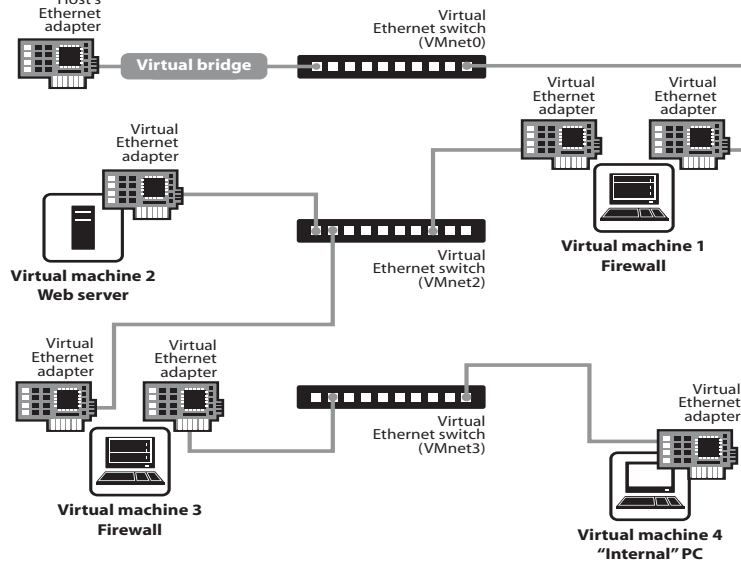 Host's
Ethernet
adapter
Virtual bridge
Virtual
Ethernet switch
(VMnet0)
Virtual
Ethernet
adapter
Virtual
Ethernet
adapter
Virtual machine 1
Firewall
Virtual
Ethernet
adapter
Virtual machine 2
Web server
Virtual
Ethernet switch
(VMnet2)
Virtual
Ethernet
adapter
Virtual
Ethernet
adapter
Virtual machine 3
Firewall
Virtual
Ethernet switch
(VMnet3)
Virtual
Ethernet
adapter
Virtual machine 4
“Internal” PC